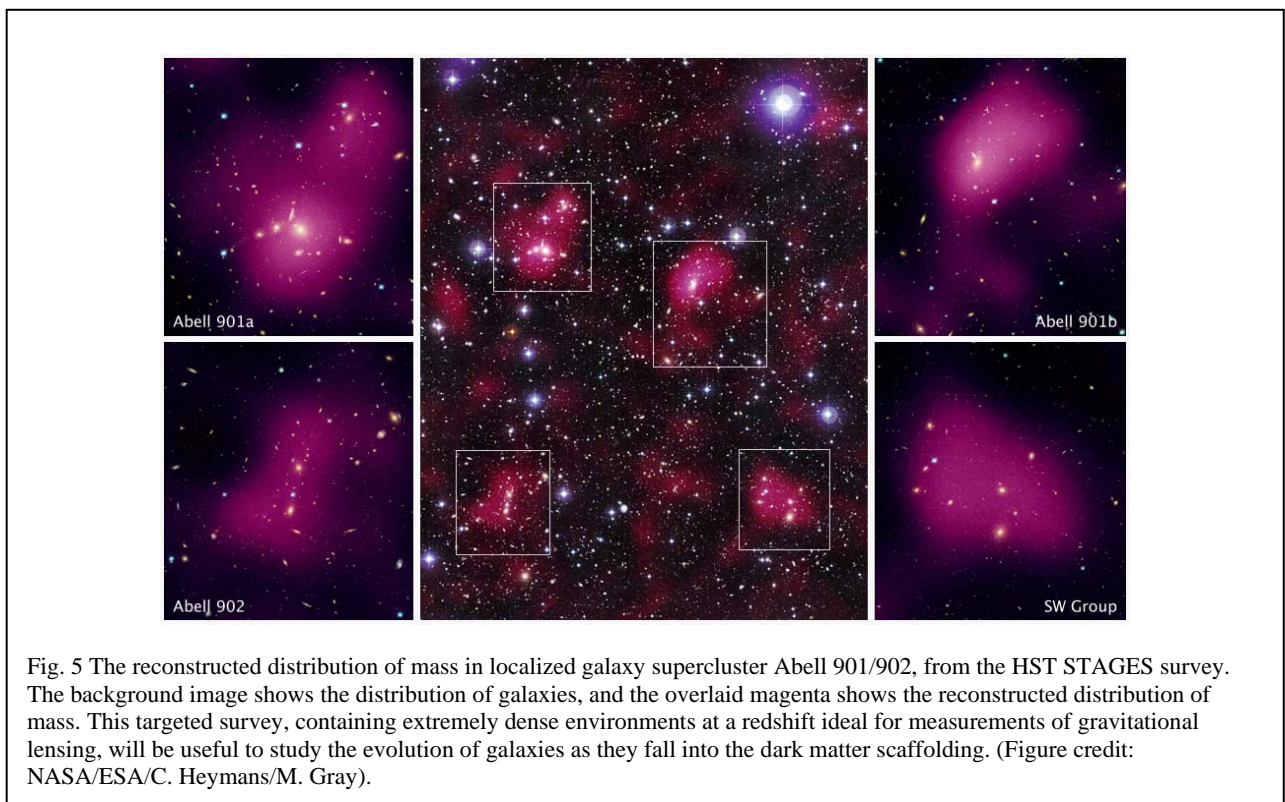 Abell 901a
Abell 901b
Abell 902
SW Group
Fig. 5 The reconstructed distribution of mass in localized galaxy supercluster Abell 901/902, from the HST STAGES survey.
The background image shows the distribution of galaxies, and the overlaid magenta shows the reconstructed distribution of
mass. This targeted survey, containing extremely dense environments at a redshift ideal for measurements of gravitational
lensing, will be useful to study the evolution of galaxies as they fall into the dark matter scaffolding. (Figure credit:
NASA/ESA/C. Heymans/M. Gray).